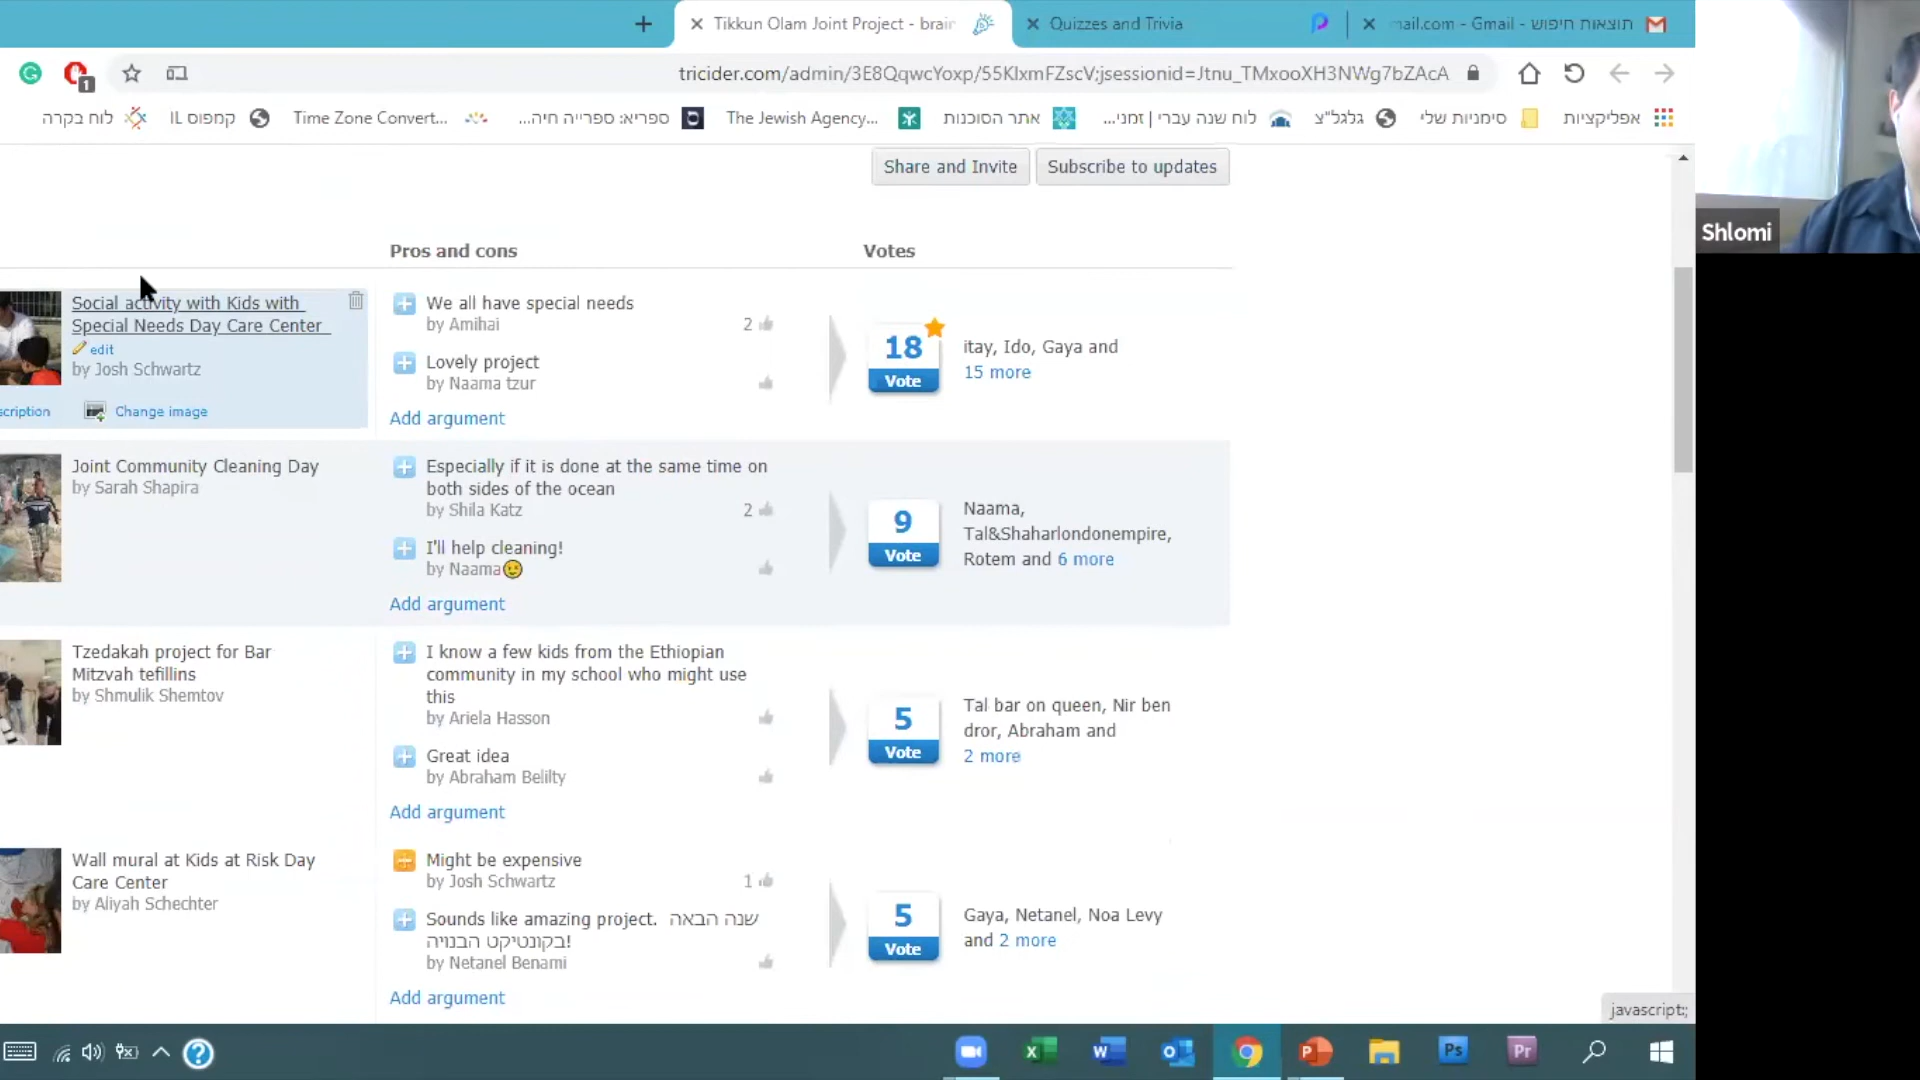 Tikkun Olam Joint Project - brain
Quizzes and Trivia
תוצאות חיפוש - mail.com - Gmail
tricider.com/admin/3E8QqwcYoxp/55KlxmFZscV;jsessionid=Jtnu_TMxooXH3NWg7bZAcA
1
לוח בקרה
קמפוס IL
Time Zone Convert...
ספריא: ספרייה חיה...
The Jewish Agency...
אתר הסוכנות
לוח שנה עברי | זמני...
גלגל"צ
סימניות שלי
אפליקציות
Share and Invite
Subscribe to updates
Shlomi
Pros and cons
Votes
Social activity with Kids with
Special Needs Day Care Center
edit
by Josh Schwartz
scription
Change image
We all have special needs
by Amihai
2
Lovely project
by Naama tzur
Add argument
18
Vote
itay, Ido, Gaya and
15 more
Joint Community Cleaning Day
by Sarah Shapira
Especially if it is done at the same time on
both sides of the ocean
by Shila Katz
2
I'll help cleaning!
by Naama😉
Add argument
9
Vote
Naama,
Tal&Shaharlondonempire,
Rotem and 6 more
Tzedakah project for Bar
Mitzvah tefillins
by Shmulik Shemtov
I know a few kids from the Ethiopian
community in my school who might use
this
by Ariela Hasson
Great idea
by Abraham Belilty
Add argument
5
Vote
Tal bar on queen, Nir ben
dror, Abraham and
2 more
Wall mural at Kids at Risk Day
Care Center
by Aliyah Schechter
Might be expensive
by Josh Schwartz
1
Sounds like amazing project. שנה הבאה
בקונטיקט הבנויה!
by Netanel Benami
Add argument
5
Vote
Gaya, Netanel, Noa Levy
and 2 more
javascript:;